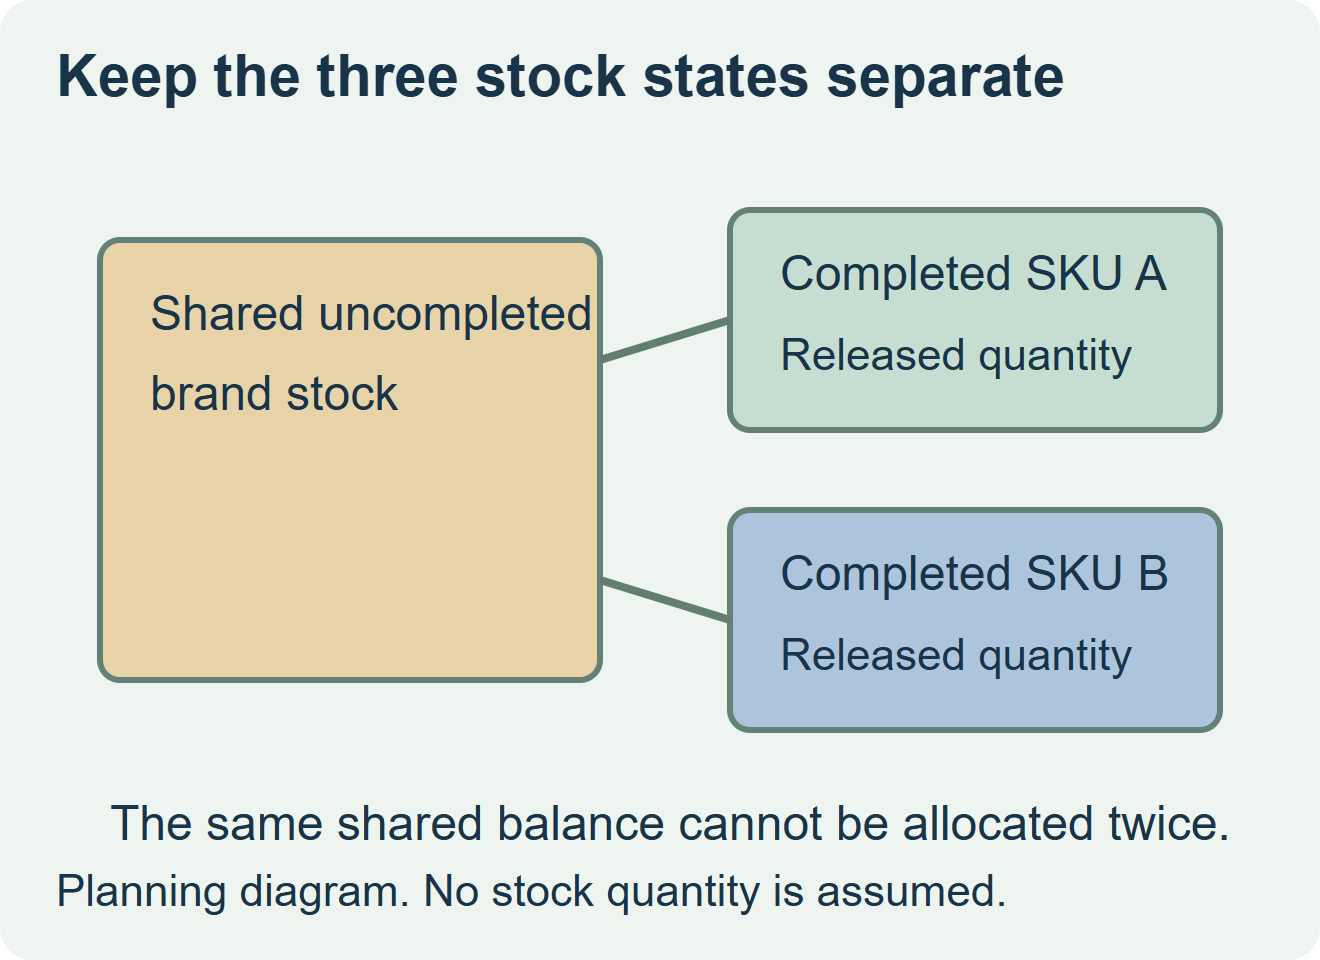 Keep the three stock states separate
Shared uncompleted
brand stock
Completed SKU A
Released quantity
Completed SKU B
Released quantity
The same shared balance cannot be allocated twice.
Planning diagram. No stock quantity is assumed.